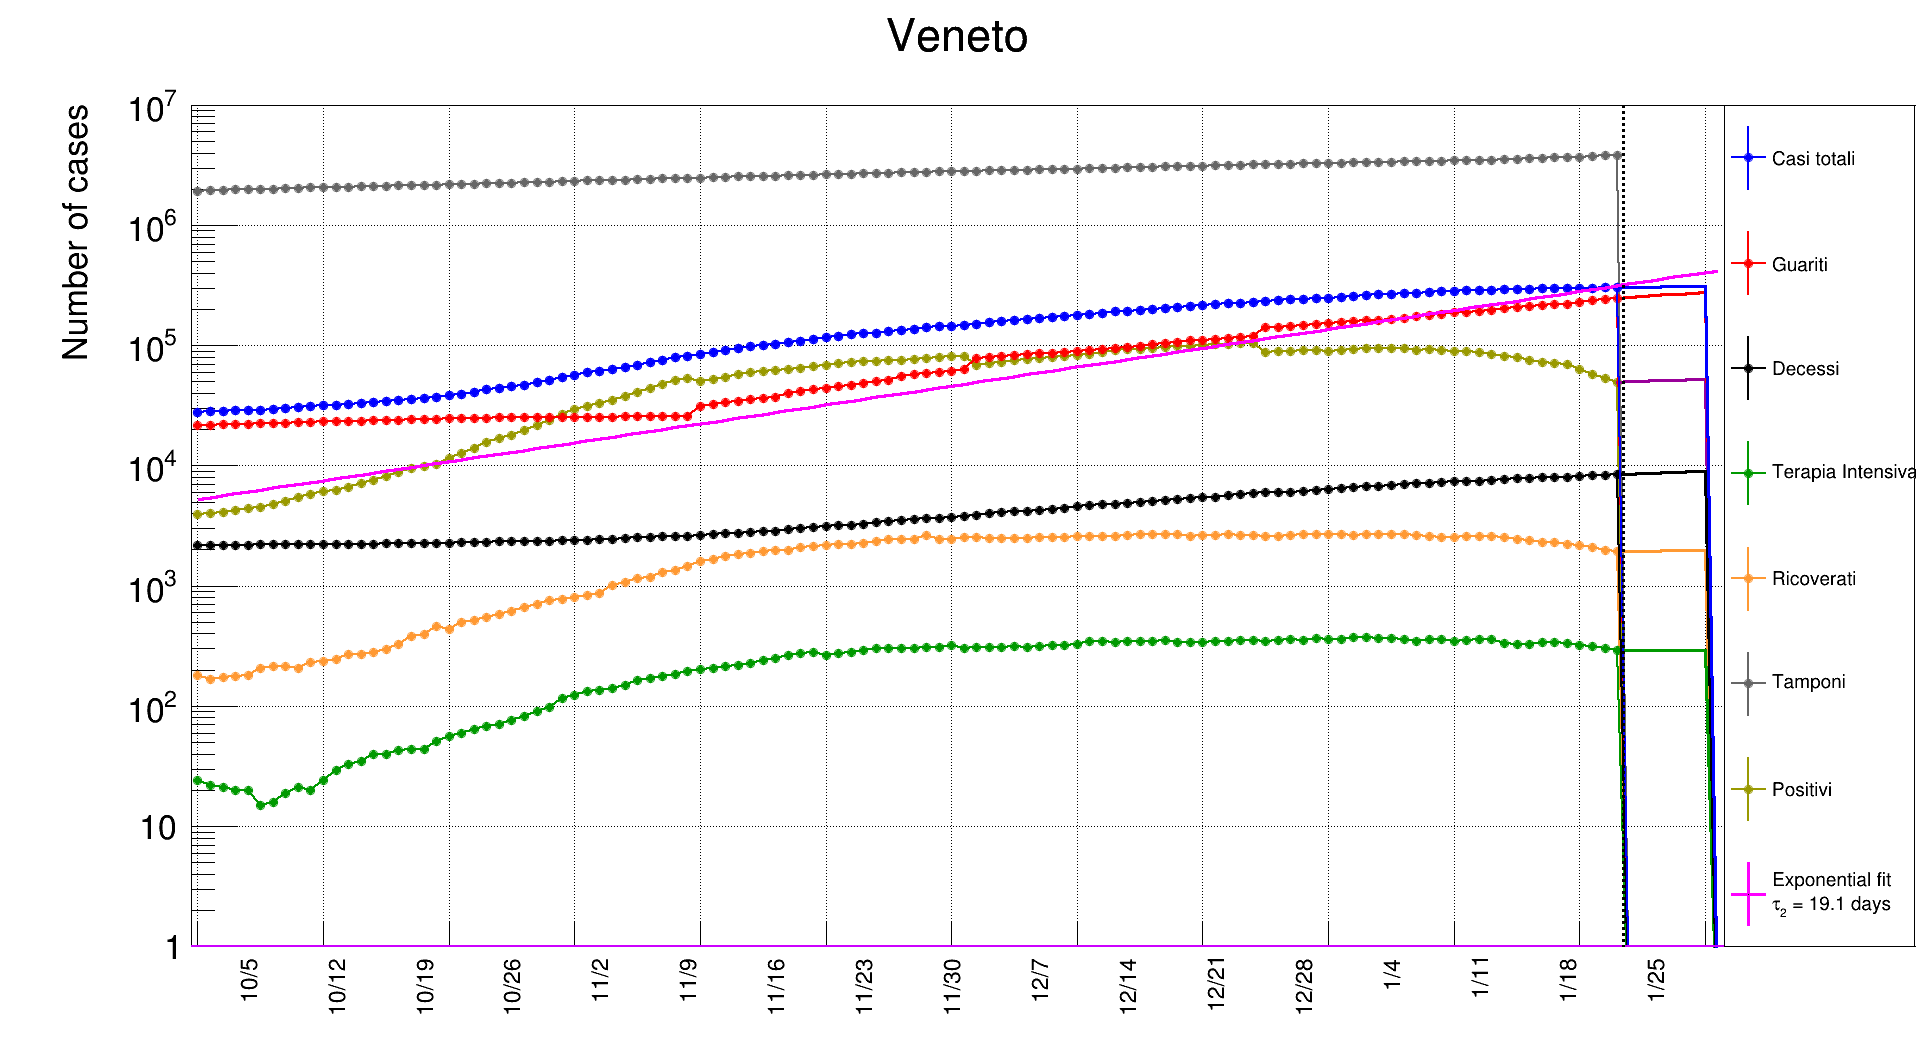 Veneto
Number of cases
10^7
10^6
10^5
10^4
10^3
10^2
10
1
10/5
10/12
10/19
10/26
11/2
11/9
11/16
11/23
11/30
12/7
12/14
12/21
12/28
1/4
1/11
1/18
1/25
Casi totali
Guariti
Decessi
Terapia Intensiva
Ricoverati
Tamponi
Positivi
Exponential fit
τ_2 = 19.1 days